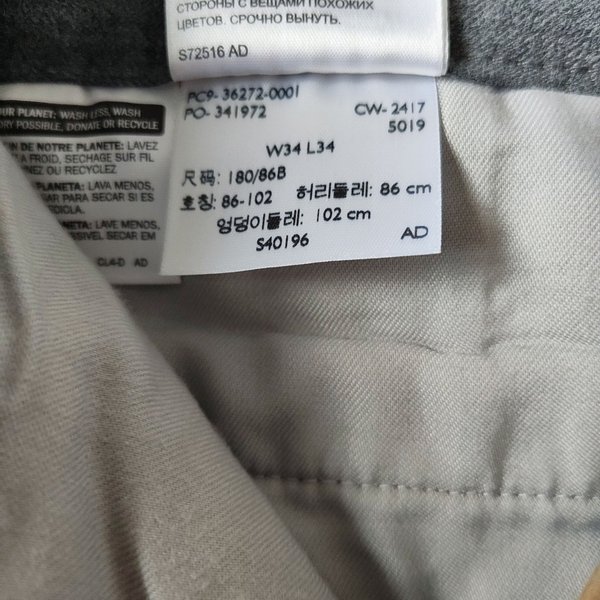 СТОРОНЫ С ВЕЩАМИ ПОХОЖИХ
ЦВЕТОВ. СРОЧНО ВЫНУТЬ.
S72516 AD
PC9- 36272-0001
PO- 341972
CW- 2417
5019
W34 L34
尺码: 180/86B
호칭: 86-102 허리둘레: 86 cm
엉덩이둘레: 102 cm
S40196
AD
PLANET: WASH LESS, WASH
POSSIBLE, DONATE OR RECYCLE
DE NOTRE PLANETE: LAVEZ
FROID, SECHAGE SUR FIL
OU RECYCLEZ
LAVA MENOS,
PARA SECAR SI ES
LAVE MENOS,
SECAR EM
CL4-D AD